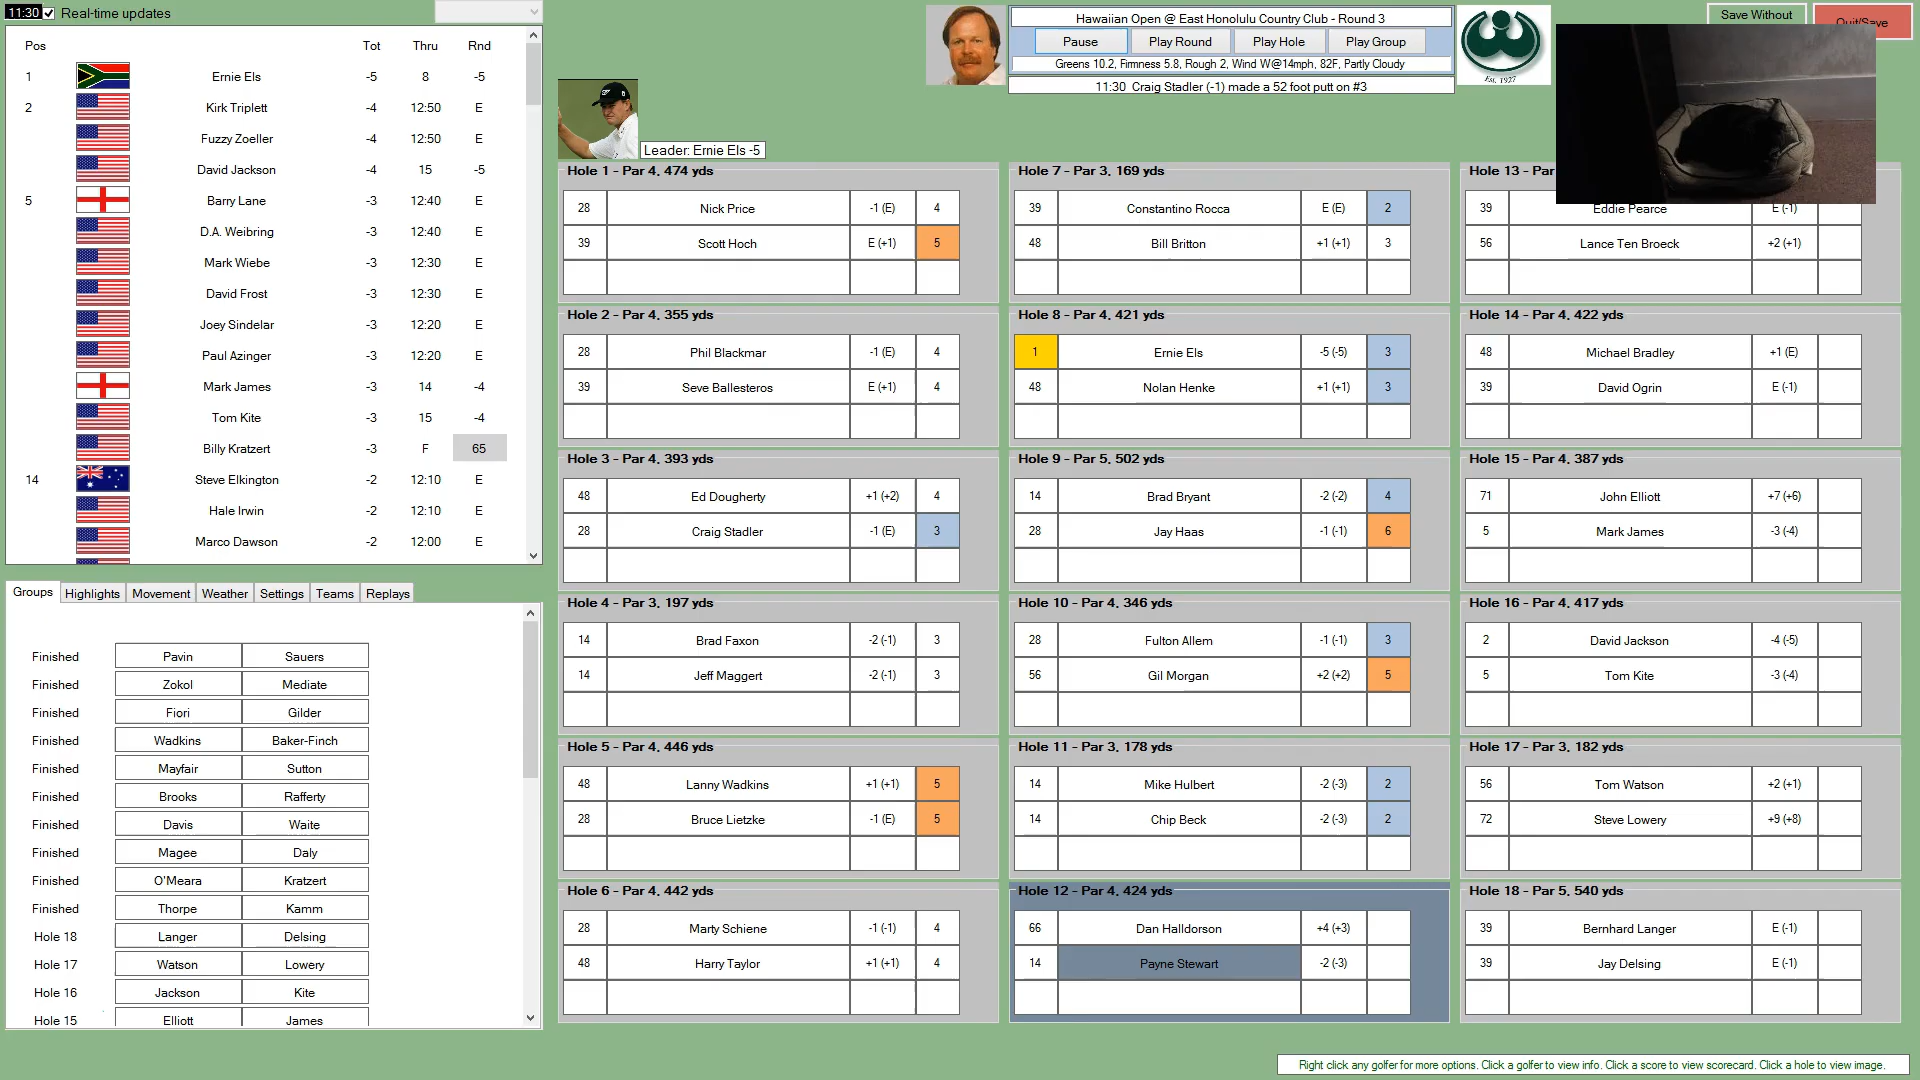 11:30 Real-time updates
Pos Tot Thru Rnd
1 Ernie Els -5 8 -5
2 Kirk Triplett -4 12:50 E
Fuzzy Zoeller -4 12:50 E
David Jackson -4 15 -5
5 Barry Lane -3 12:40 E
D.A. Weibring -3 12:40 E
Mark Wiebe -3 12:30 E
David Frost -3 12:30 E
Joey Sindelar -3 12:20 E
Paul Azinger -3 12:20 E
Mark James -3 14 -4
Tom Kite -3 15 -4
Billy Kratzert -3 F 65
14 Steve Elkington -2 12:10 E
Hale Irwin -2 12:10 E
Marco Dawson -2 12:00 E
Groups Highlights Movement Weather Settings Teams Replays
Finished Pavin Sauers
Finished Zokol Mediate
Finished Fiori Gilder
Finished Wadkins Baker-Finch
Finished Mayfair Sutton
Finished Brooks Rafferty
Finished Davis Waite
Finished Magee Daly
Finished O'Meara Kratzert
Finished Thorpe Kamm
Hole 18 Langer Delsing
Hole 17 Watson Lowery
Hole 16 Jackson Kite
Hole 15 Elliott James
Hawaiian Open @ East Honolulu Country Club - Round 3
Pause Play Round Play Hole Play Group
Greens 10.2, Firmness 5.8, Rough 2, Wind W@14mph, 82F, Partly Cloudy
11:30 Craig Stadler (-1) made a 52 foot putt on #3
Est. 1927
Save Without
Quit/Save
Leader: Ernie Els -5
Hole 1 - Par 4, 474 yds
28 Nick Price -1 (E) 4
39 Scott Hoch E (+1) 5
Hole 2 - Par 4, 355 yds
28 Phil Blackmar -1 (E) 4
39 Seve Ballesteros E (+1) 4
Hole 3 - Par 4, 393 yds
48 Ed Dougherty +1 (+2) 4
28 Craig Stadler -1 (E) 3
Hole 4 - Par 3, 197 yds
14 Brad Faxon -2 (-1) 3
14 Jeff Maggert -2 (-1) 3
Hole 5 - Par 4, 446 yds
48 Lanny Wadkins +1 (+1) 5
28 Bruce Lietzke -1 (E) 5
Hole 6 - Par 4, 442 yds
28 Marty Schiene -1 (-1) 4
48 Harry Taylor +1 (+1) 4
Hole 7 - Par 3, 169 yds
39 Constantino Rocca E (E) 2
48 Bill Britton +1 (+1) 3
Hole 8 - Par 4, 421 yds
1 Ernie Els -5 (-5) 3
48 Nolan Henke +1 (+1) 3
Hole 9 - Par 5, 502 yds
14 Brad Bryant -2 (-2) 4
28 Jay Haas -1 (-1) 6
Hole 10 - Par 4, 346 yds
28 Fulton Allem -1 (-1) 3
56 Gil Morgan +2 (+2) 5
Hole 11 - Par 3, 178 yds
14 Mike Hulbert -2 (-3) 2
14 Chip Beck -2 (-3) 2
Hole 12 - Par 4, 424 yds
66 Dan Halldorson +4 (+3)
14 Payne Stewart -2 (-3)
Hole 13 - Par
39 Eddie Pearce E (-1)
56 Lance Ten Broeck +2 (+1)
Hole 14 - Par 4, 422 yds
48 Michael Bradley +1 (E)
39 David Ogrin E (-1)
Hole 15 - Par 4, 387 yds
71 John Elliott +7 (+6)
5 Mark James -3 (-4)
Hole 16 - Par 4, 417 yds
2 David Jackson -4 (-5)
5 Tom Kite -3 (-4)
Hole 17 - Par 3, 182 yds
56 Tom Watson +2 (+1)
72 Steve Lowery +9 (+8)
Hole 18 - Par 5, 540 yds
39 Bernhard Langer E (-1)
39 Jay Delsing E (-1)
Right click any golfer for more options. Click a golfer to view info. Click a score to view scorecard. Click a hole to view image.